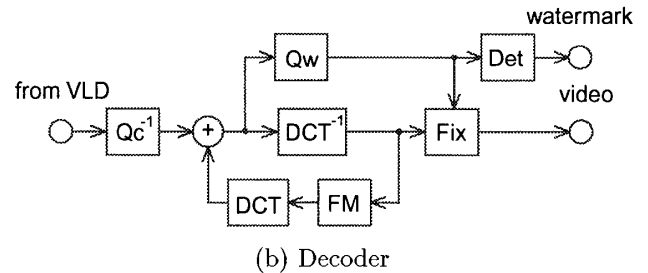 watermark
Qw
Det
from VLD
video
Qc⁻¹
+
DCT⁻¹
Fix
DCT
FM
(b) Decoder